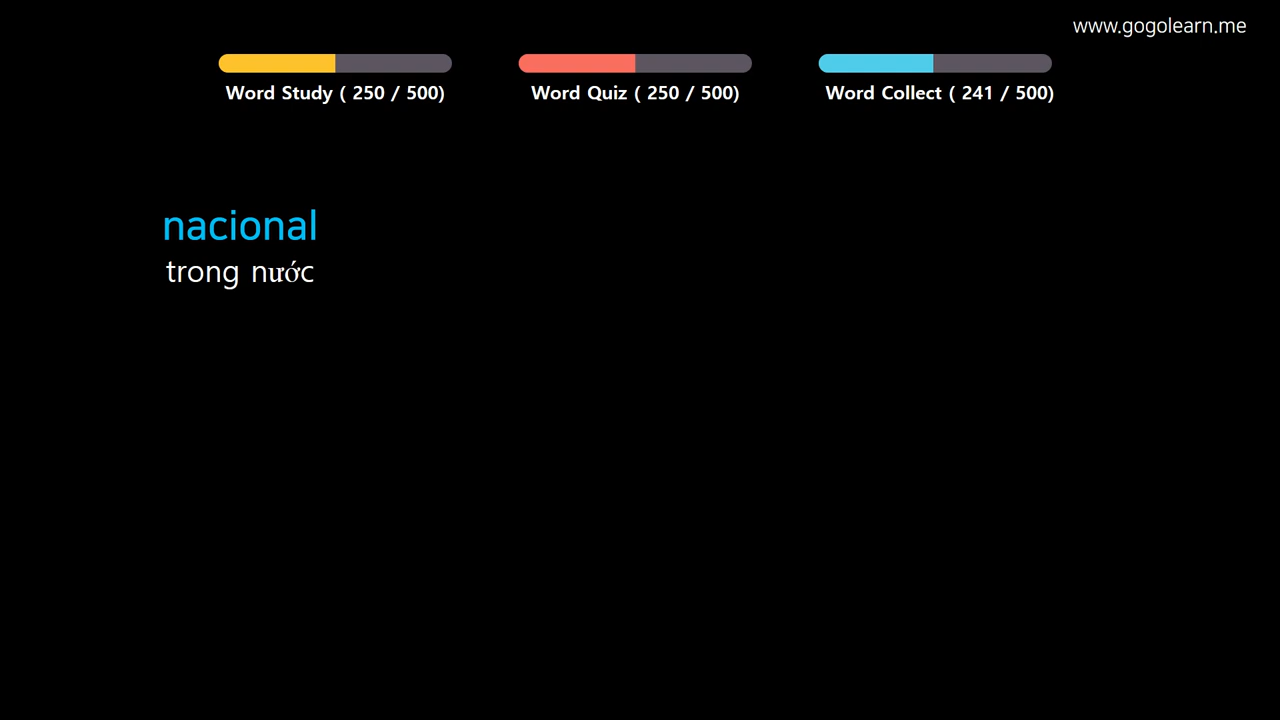 www.gogolearn.me
Word Study ( 250 / 500)
Word Quiz ( 250 / 500)
Word Collect ( 241 / 500)
nacional
trong nước